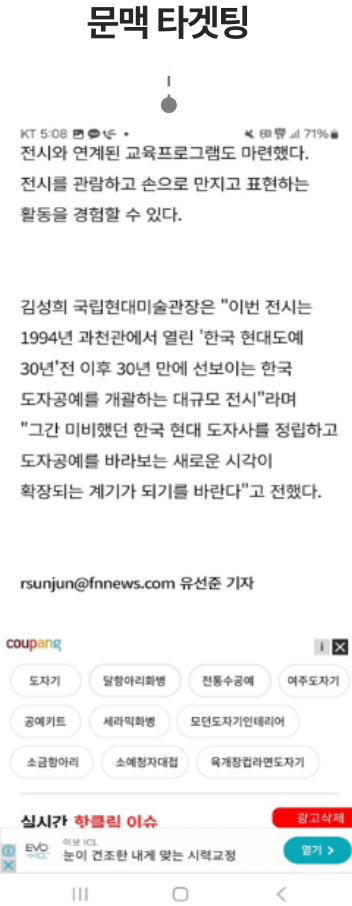 문맥 타겟팅
KT 5:08
71%
전시와 연계된 교육프로그램도 마련했다.
전시를 관람하고 손으로 만지고 표현하는
활동을 경험할 수 있다.
김성희 국립현대미술관장은 "이번 전시는
1994년 과천관에서 열린 '한국 현대도예
30년'전 이후 30년 만에 선보이는 한국
도자공예를 개괄하는 대규모 전시"라며
"그간 미비했던 한국 현대 도자사를 정립하고
도자공예를 바라보는 새로운 시각이
확장되는 계기가 되기를 바란다"고 전했다.
rsunjun@fnnews.com 유선준 기자
coupang
도자기 달항아리화병 전통수공예 여주도자기
공예키트 세라믹화병 모던도자기인테리어
소금항아리 소예청자대접 육개장컵라면도자기
실시간 핫클릭 이슈
광고삭제
EVO ICL
이보 ICL
눈이 건조한 내게 맞는 시력교정
열기 >